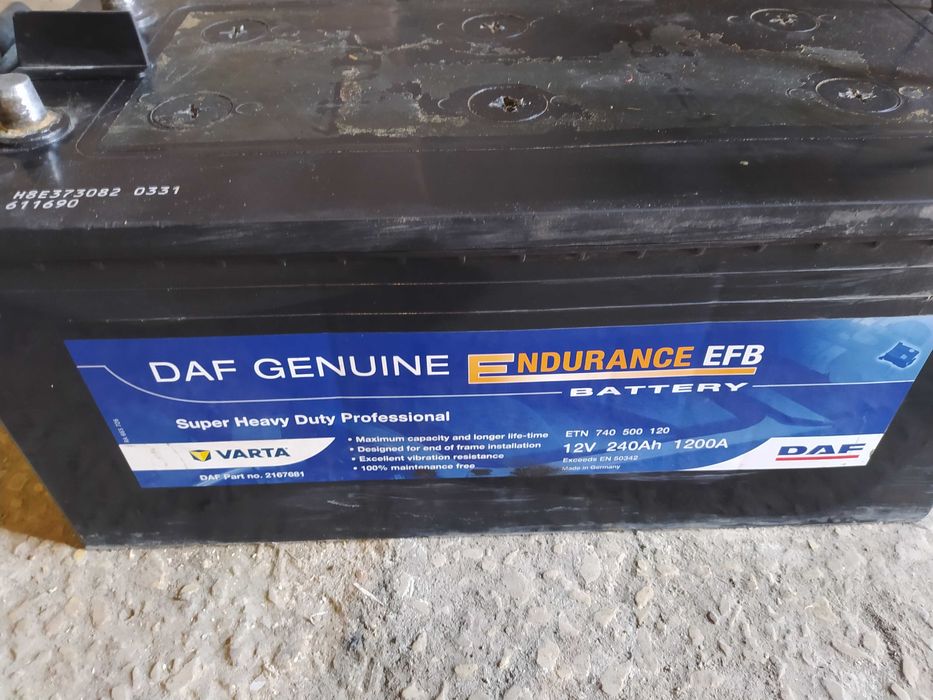 H8E373082 0331
611690
DAF GENUINE ENDURANCE EFB
BATTERY
Super Heavy Duty Professional
VARTA
DAF Part no. 2167681
• Maximum capacity and longer life-time
• Designed for end of frame installation
• Excellent vibration resistance
• 100% maintenance free
ETN 740 500 120
12V 240Ah 1200A
Exceeds EN 50342
Made in Germany
DAF